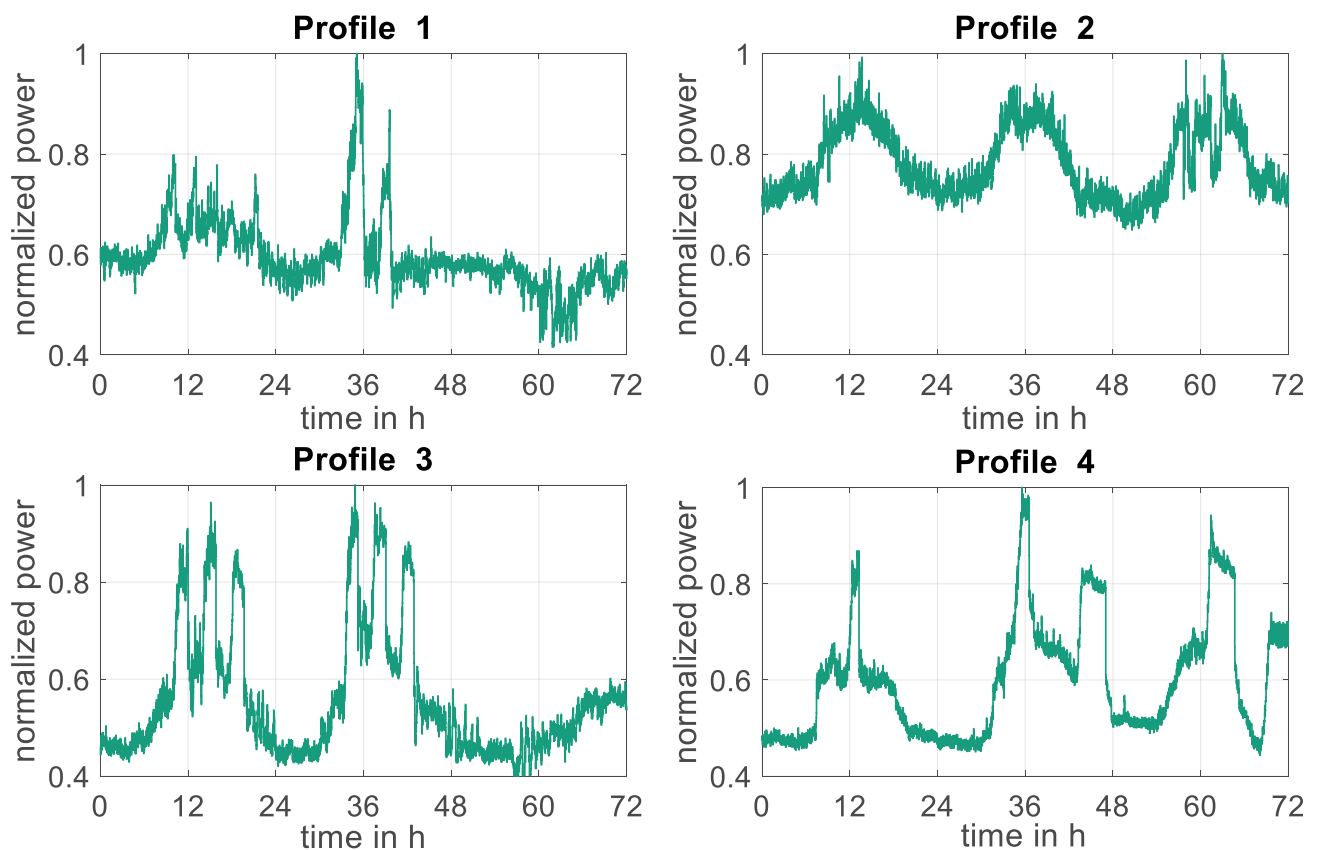 Profile 1
normalized power
1
0.8
0.6
0.4
0 12 24 36 48 60 72
time in h
Profile 2
normalized power
1
0.8
0.6
0.4
0 12 24 36 48 60 72
time in h
Profile 3
normalized power
1
0.8
0.6
0.4
0 12 24 36 48 60 72
time in h
Profile 4
normalized power
1
0.8
0.6
0.4
0 12 24 36 48 60 72
time in h